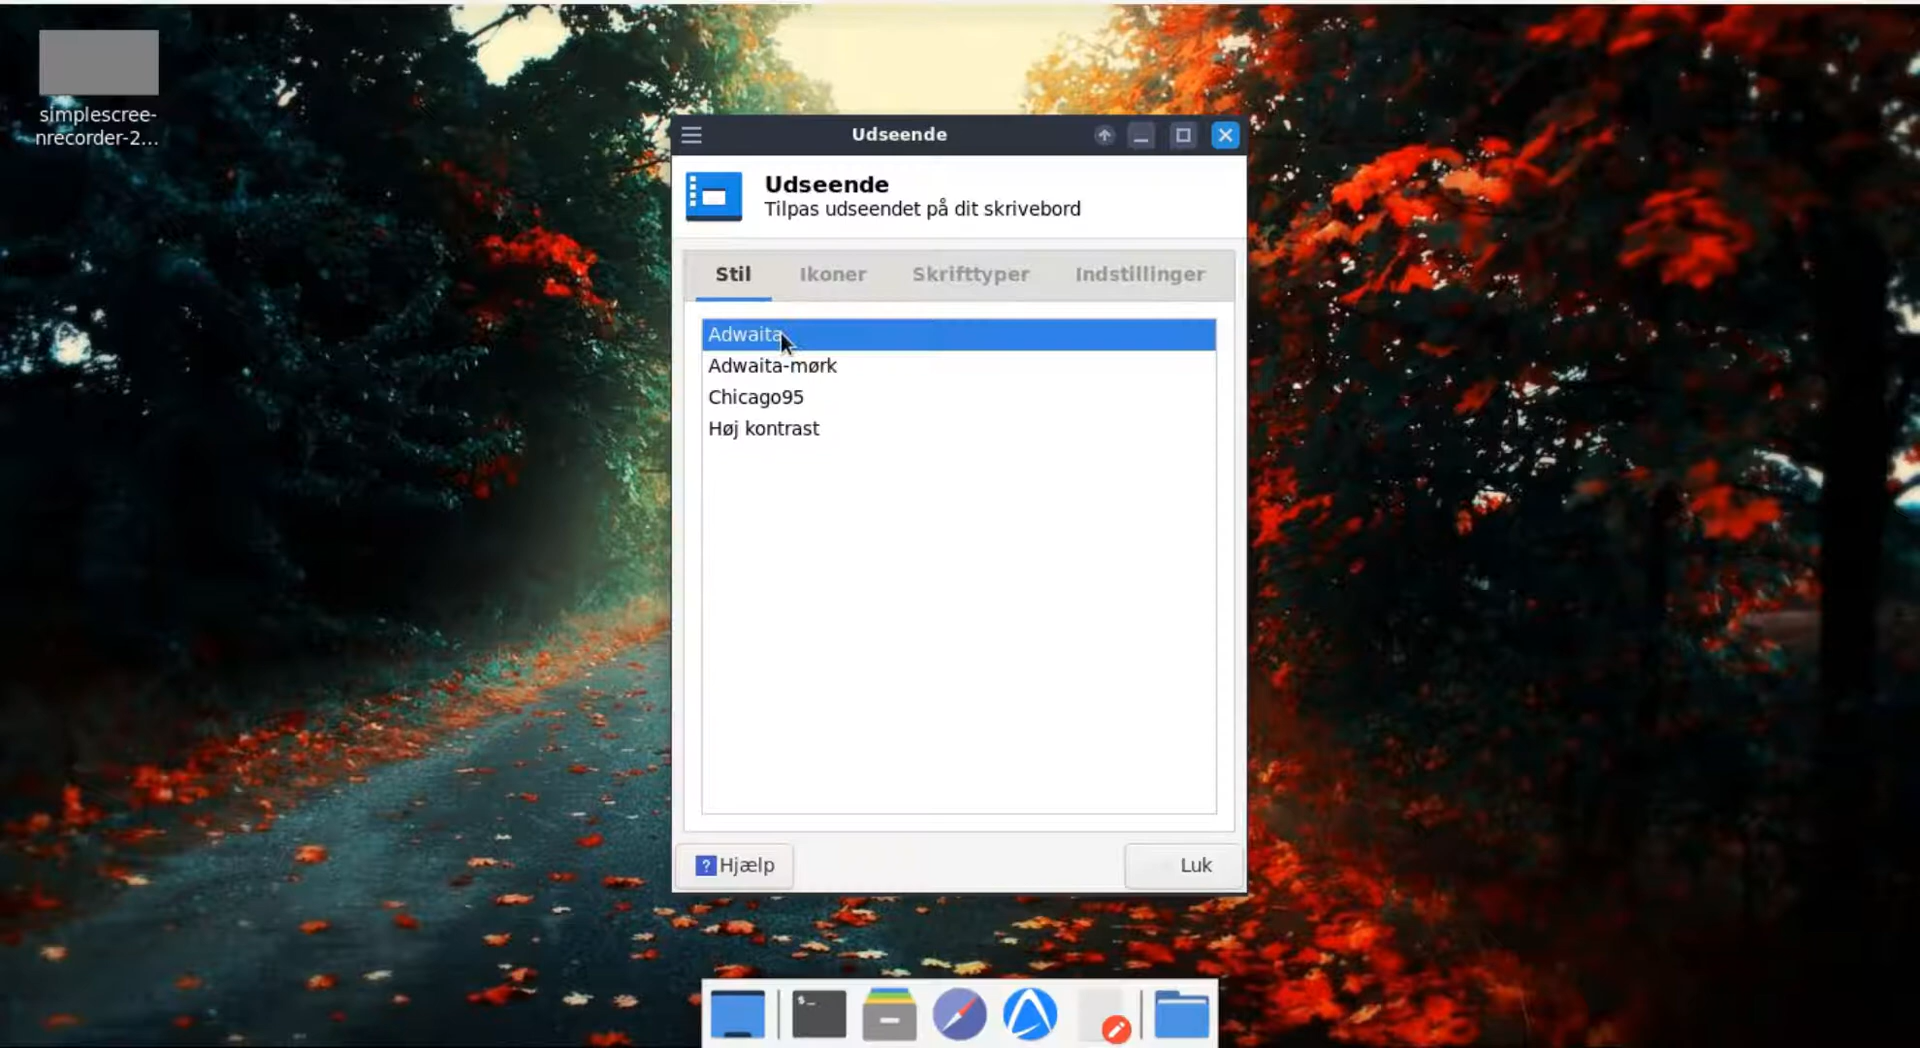 simplescree-
nrecorder-2...
Udseende
Udseende
Tilpas udseendet på dit skrivebord
Stil Ikoner Skrifttyper Indstillinger
Adwaita
Adwaita-mørk
Chicago95
Høj kontrast
? Hjælp Luk
$_